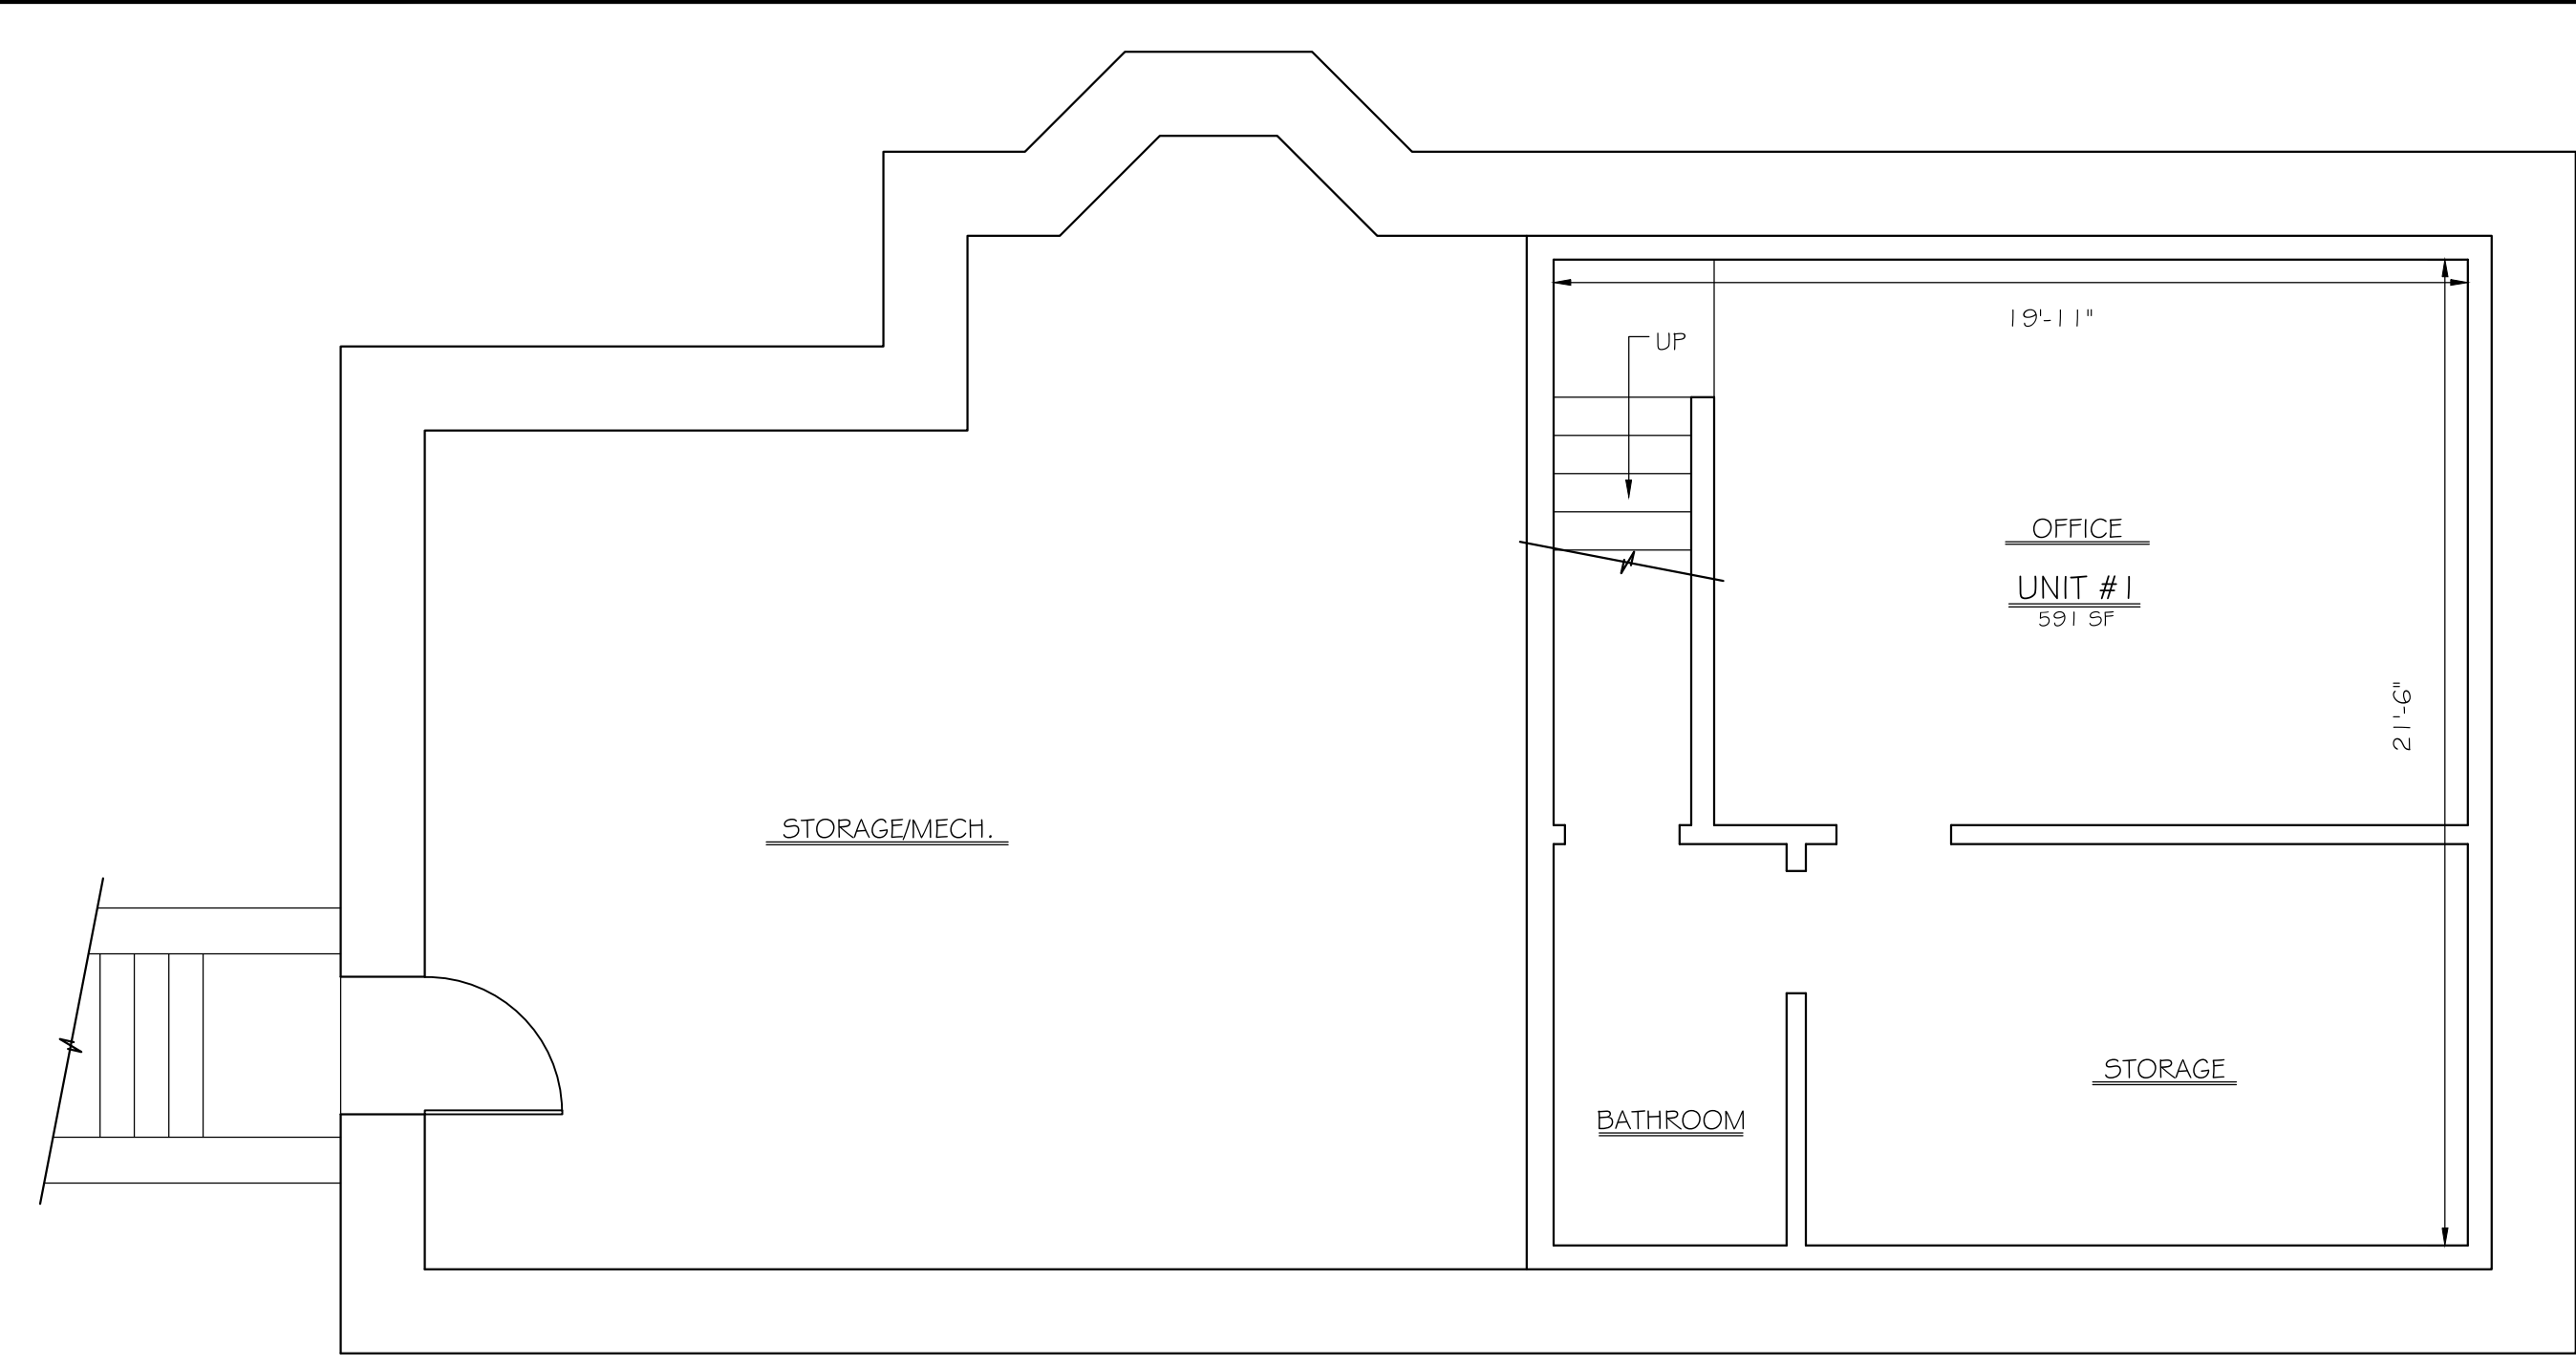 19'-11"
UP
OFFICE
UNIT #1
591 SF
21'-6"
STORAGE/MECH.
STORAGE
BATHROOM